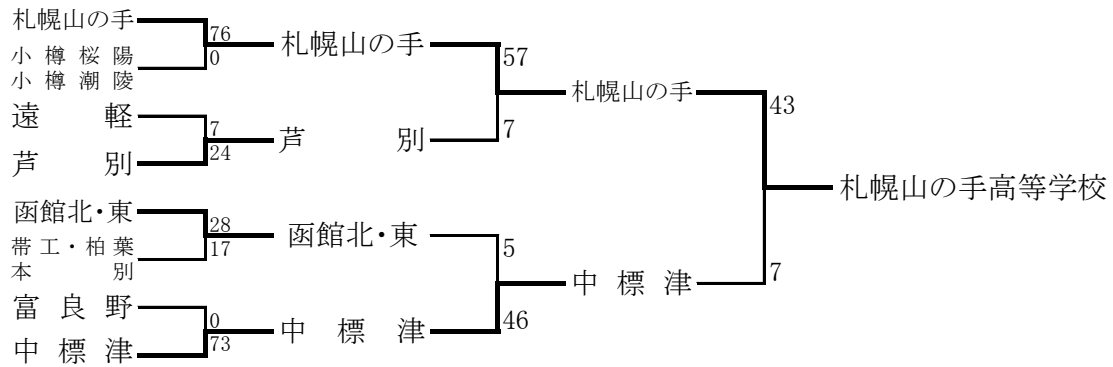 札幌山の手
76
0
小樽桜陽
小樽潮陵
札幌山の手
57
遠軽
7
24
芦別
芦別
7
札幌山の手
43
札幌山の手高等学校
函館北・東
28
17
帯工・柏葉
本別
函館北・東
5
富良野
0
73
中標津
中標津
46
中標津
7